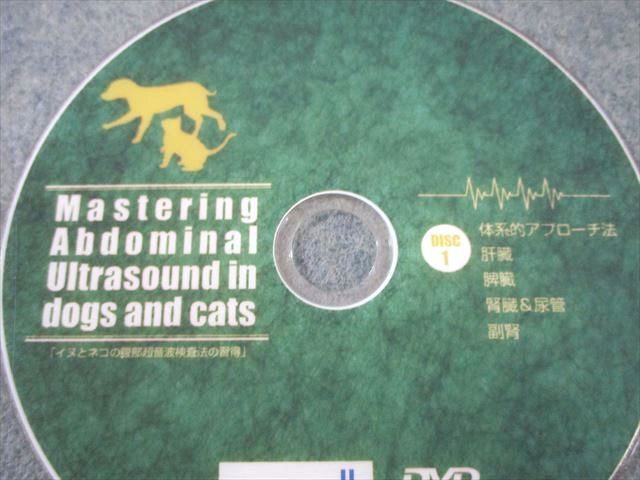 Mastering
Abdominal
Ultrasound in
dogs and cats
「イヌとネコの腹部超音波検査法の習得」
DISC
1
体系的アプローチ法
肝臓
脾臓
腎臓＆尿管
副腎
DVD